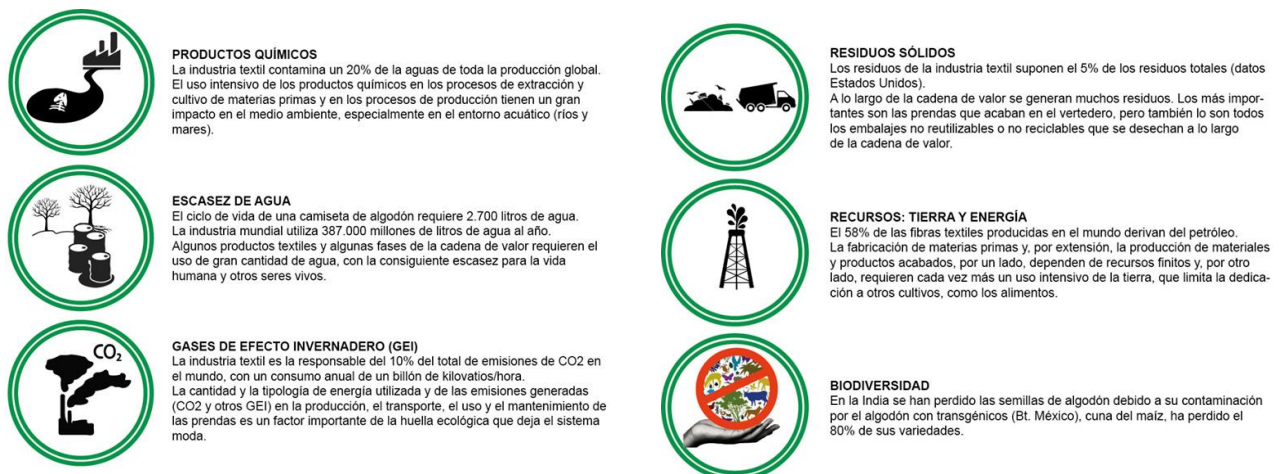 PRODUCTOS QUÍMICOS
La industria textil contamina un 20% de la aguas de toda la producción global.
El uso intensivo de los productos químicos en los procesos de extracción y
cultivo de materias primas y en los procesos de producción tienen un gran
impacto en el medio ambiente, especialmente en el entorno acuático (ríos y
mares).
ESCASEZ DE AGUA
El ciclo de vida de una camiseta de algodón requiere 2.700 litros de agua.
La industria mundial utiliza 387.000 millones de litros de agua al año.
Algunos productos textiles y algunas fases de la cadena de valor requieren el
uso de gran cantidad de agua, con la consiguiente escasez para la vida
humana y otros seres vivos.
CO₂
GASES DE EFECTO INVERNADERO (GEI)
La industria textil es la responsable del 10% del total de emisiones de CO2 en
el mundo, con un consumo anual de un billón de kilovatios/hora.
La cantidad y la tipología de energía utilizada y de las emisiones generadas
(CO2 y otros GEI) en la producción, el transporte, el uso y el mantenimiento de
las prendas es un factor importante de la huella ecológica que deja el sistema
moda.
RESIDUOS SÓLIDOS
Los residuos de la industria textil suponen el 5% de los residuos totales (datos
Estados Unidos).
A lo largo de la cadena de valor se generan muchos residuos. Los más impor-
tantes son las prendas que acaban en el vertedero, pero también lo son todos
los embalajes no reutilizables o no reciclables que se desechan a lo largo
de la cadena de valor.
RECURSOS: TIERRA Y ENERGÍA
El 58% de las fibras textiles producidas en el mundo derivan del petróleo.
La fabricación de materias primas y, por extensión, la producción de materiales
y productos acabados, por un lado, dependen de recursos finitos y, por otro
lado, requieren cada vez más un uso intensivo de la tierra, que limita la dedica-
ción a otros cultivos, como los alimentos.
BIODIVERSIDAD
En la India se han perdido las semillas de algodón debido a su contaminación
por el algodón con transgénicos (Bt. México), cuna del maíz, ha perdido el
80% de sus variedades.